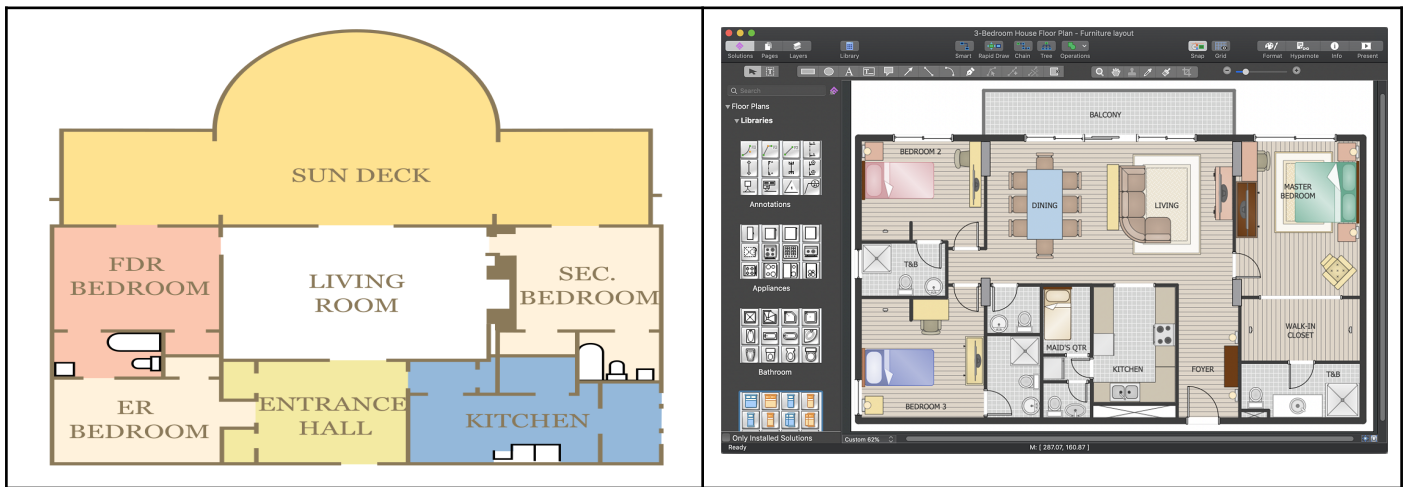 SUN DECK
FDR
BEDROOM
LIVING
ROOM
SEC.
BEDROOM
ER
BEDROOM
ENTRANCE
HALL
KITCHEN
3-Bedroom House Floor Plan - Furniture layout
Solutions Pages Layers Library Smart Rapid Draw Chain Tree Operations Snap Grid Format Hypernote Info Present
Search
Floor Plans
Libraries
Annotations
Appliances
Bathroom
Only Installed Solutions
Ready
Custom 62%
M: [ 287.07, 160.87 ]
BALCONY
BEDROOM 2
DINING
LIVING
MASTER
BEDROOM
T&B
MAID'S QTR
KITCHEN
FOYER
WALK-IN
CLOSET
T&B
BEDROOM 3